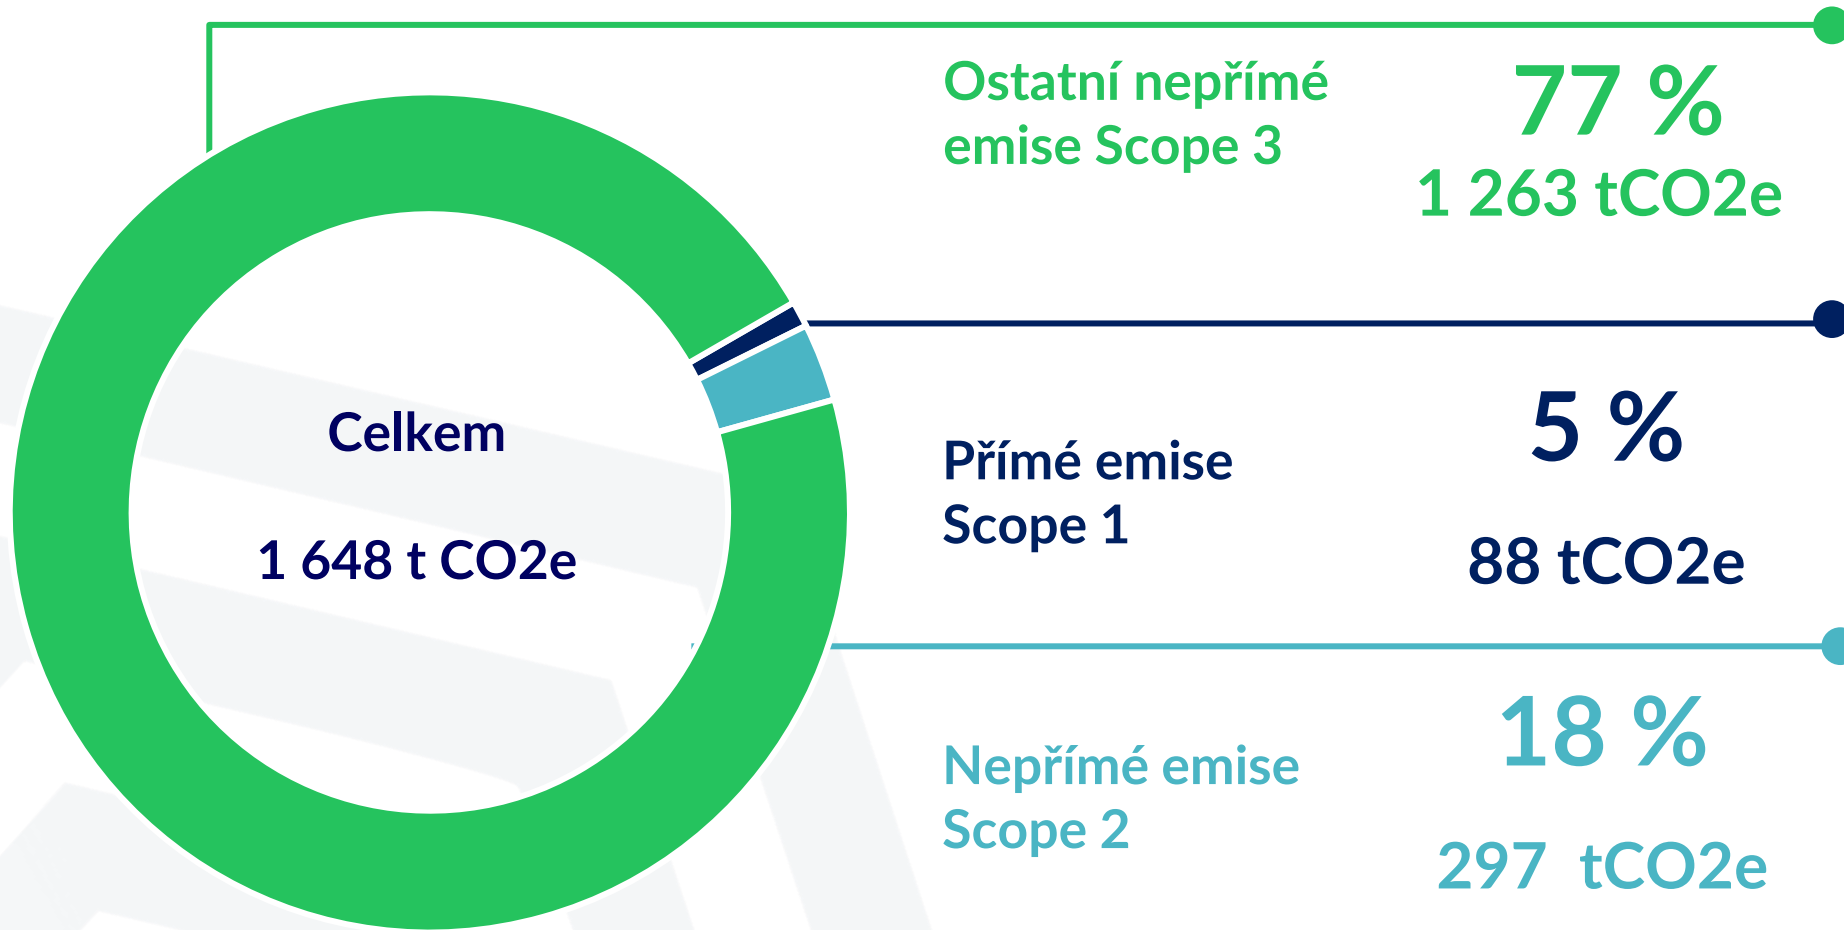 Celkem
1 648 t CO2e
Ostatní nepřímé
emise Scope 3
77 %
1 263 tCO2e
Přímé emise
Scope 1
5 %
88 tCO2e
Nepřímé emise
Scope 2
18 %
297  tCO2e